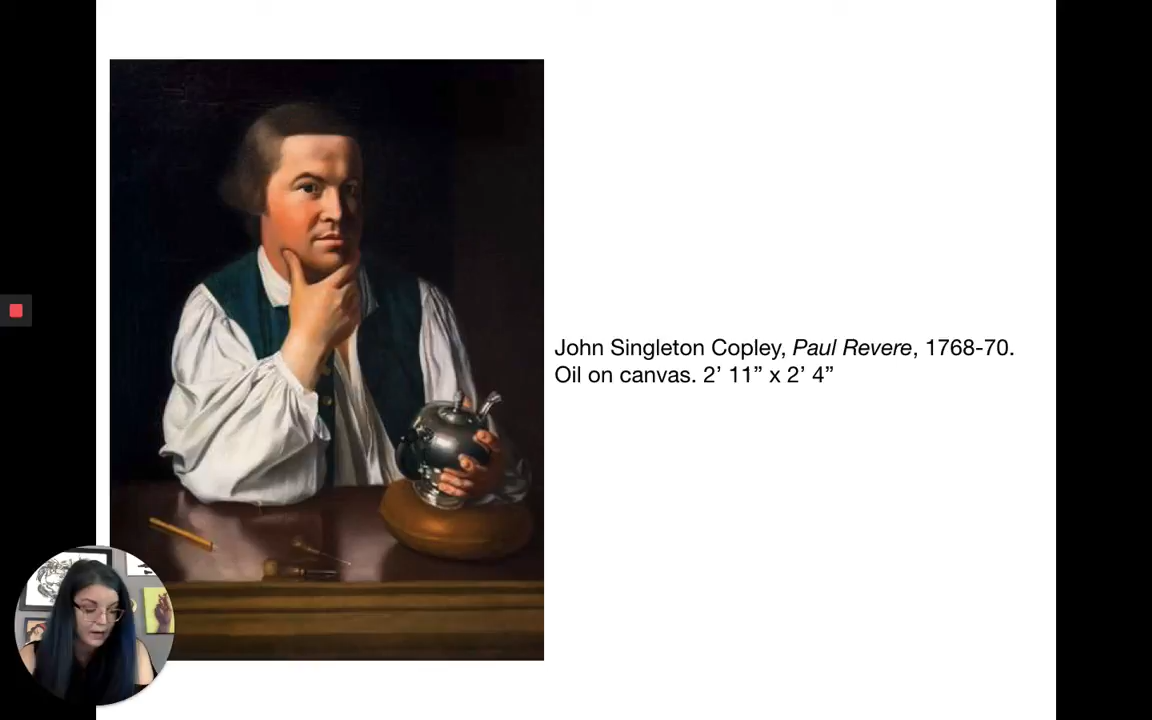 John Singleton Copley, Paul Revere, 1768-70.
Oil on canvas. 2’ 11” x 2’ 4”